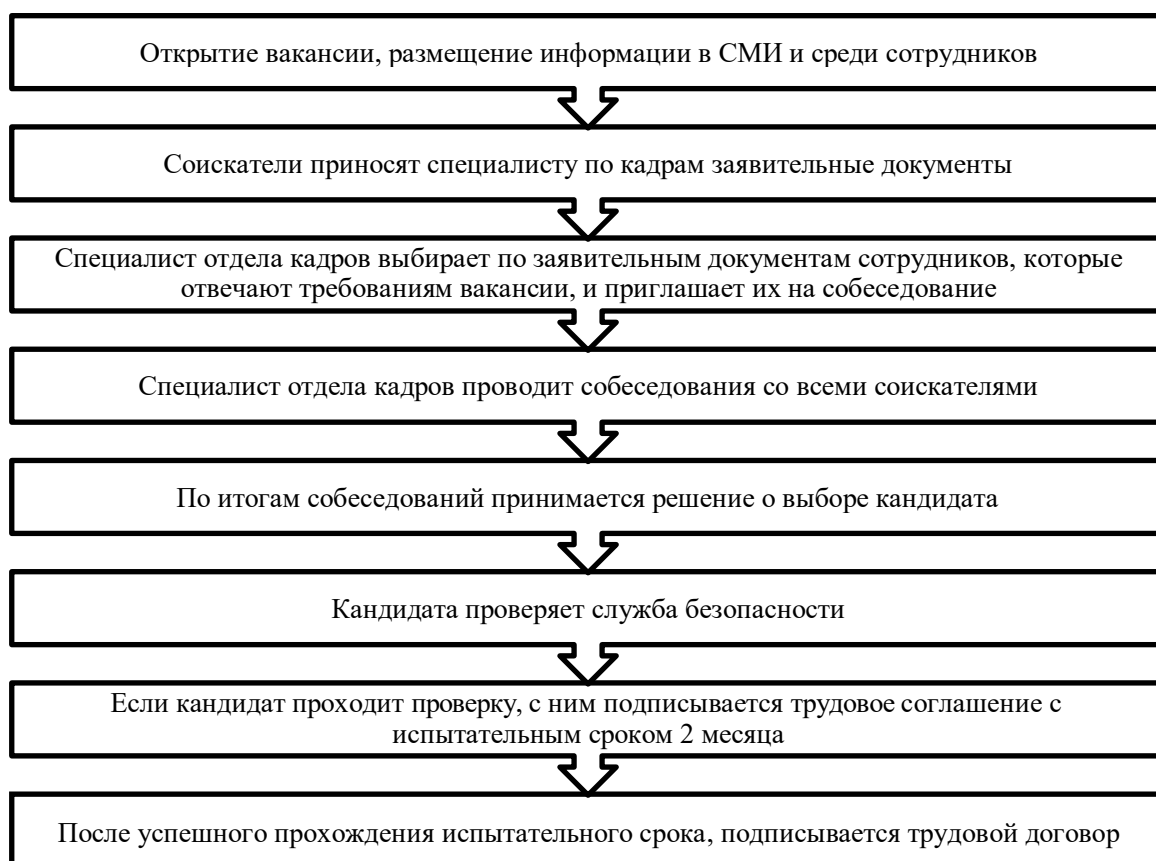 Открытие вакансии, размещение информации в СМИ и среди сотрудников
Соискатели приносят специалисту по кадрам заявительные документы
Специалист отдела кадров выбирает по заявительным документам сотрудников, которые
отвечают требованиям вакансии, и приглашает их на собеседование
Специалист отдела кадров проводит собеседования со всеми соискателями
По итогам собеседований принимается решение о выборе кандидата
Кандидата проверяет служба безопасности
Если кандидат проходит проверку, с ним подписывается трудовое соглашение с
испытательным сроком 2 месяца
После успешного прохождения испытательного срока, подписывается трудовой договор